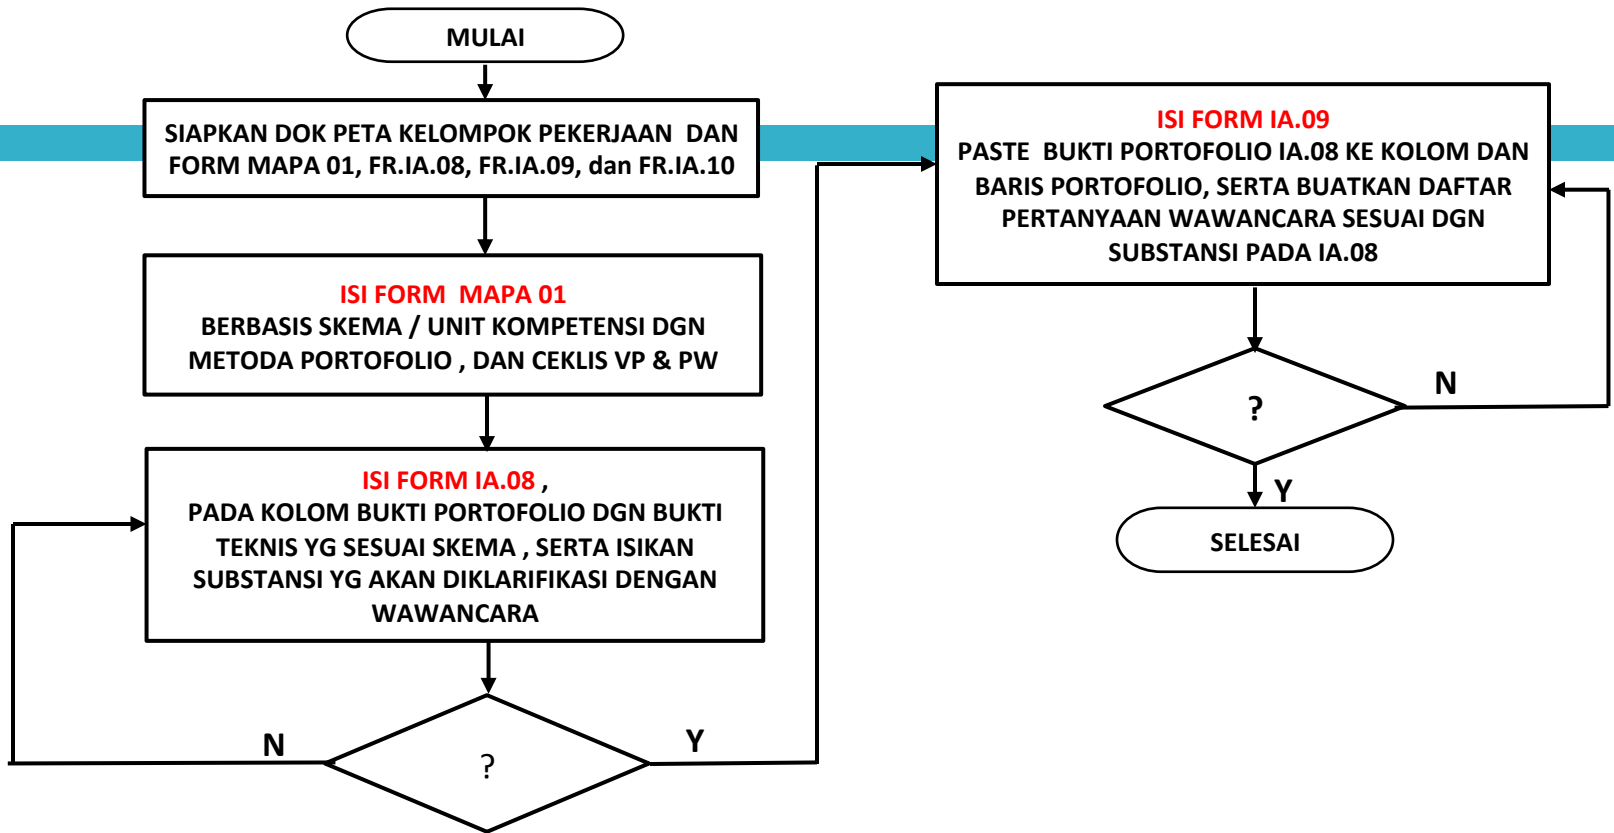 MULAI
SIAPKAN DOK PETA KELOMPOK PEKERJAAN DAN
FORM MAPA 01, FR.IA.08, FR.IA.09, dan FR.IA.10
ISI FORM MAPA 01
BERBASIS SKEMA / UNIT KOMPETENSI DGN
METODA PORTOFOLIO , DAN CEKLIS VP & PW
ISI FORM IA.08 ,
PADA KOLOM BUKTI PORTOFOLIO DGN BUKTI
TEKNIS YG SESUAI SKEMA , SERTA ISIKAN
SUBSTANSI YG AKAN DIKLARIFIKASI DENGAN
WAWANCARA
N
?
Y
ISI FORM IA.09
PASTE BUKTI PORTOFOLIO IA.08 KE KOLOM DAN
BARIS PORTOFOLIO, SERTA BUATKAN DAFTAR
PERTANYAAN WAWANCARA SESUAI DGN
SUBSTANSI PADA IA.08
?
N
Y
SELESAI